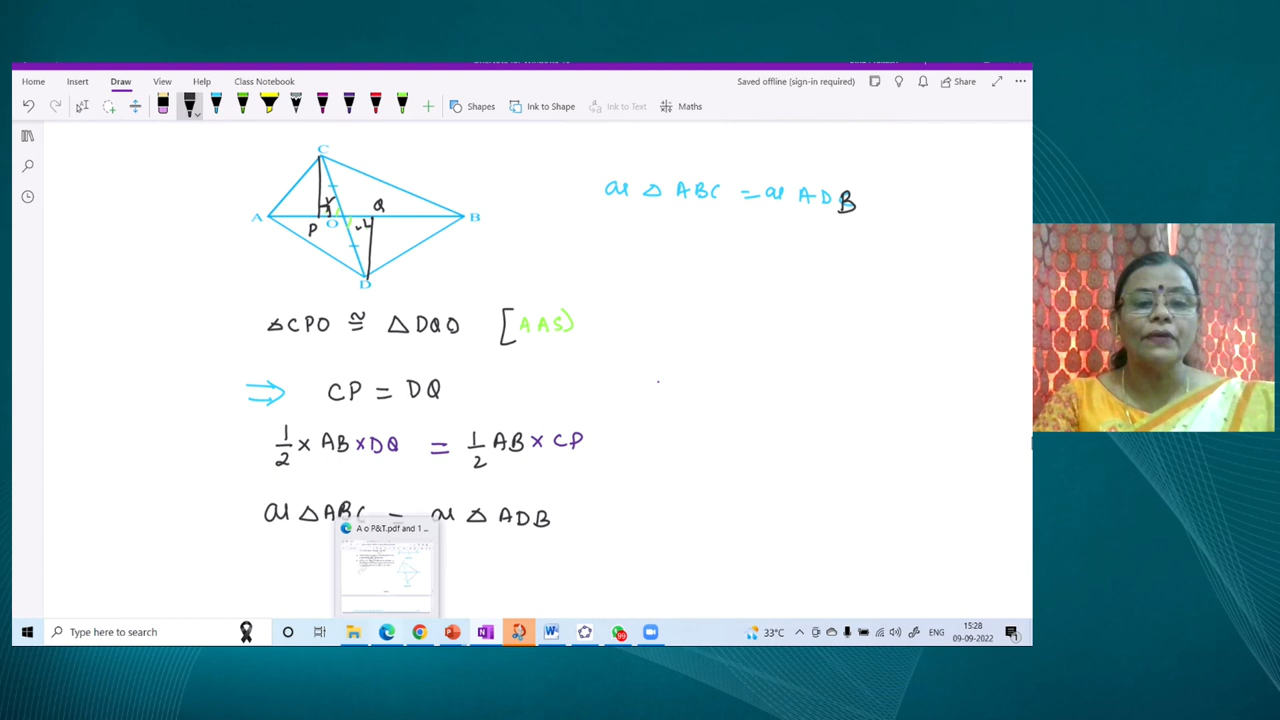 Home Insert Draw View Help Class Notebook
Saved offline (sign-in required) Share
Shapes Ink to Shape Ink to Text Maths
C
A P O Q B
D
ar △ ABC = ar ADB
△CPO ≅ △DQO [AAS)
⇒ CP = DQ
1/2 × AB × DQ = 1/2 AB × CP
ar △ABC = ar △ ADB
A o P&T.pdf and 1 ...
Type here to search
99
33°C ENG 15:28
09-09-2022
1